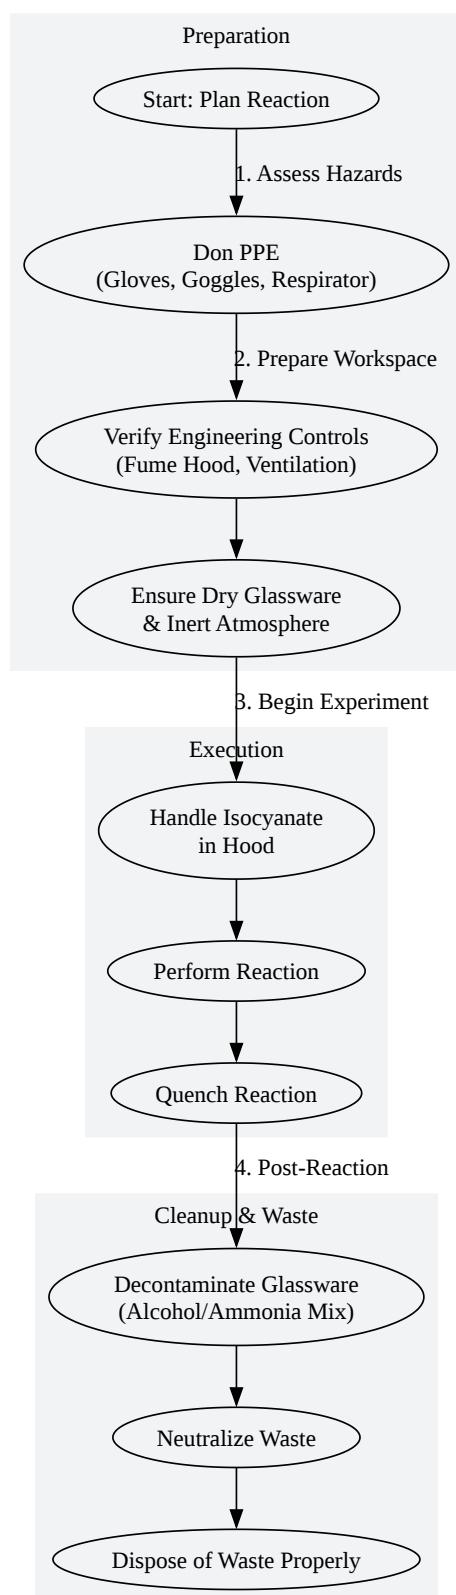 Preparation
Start: Plan Reaction
1. Assess Hazards
Don PPE
(Gloves, Goggles, Respirator)
2. Prepare Workspace
Verify Engineering Controls
(Fume Hood, Ventilation)
Ensure Dry Glassware
& Inert Atmosphere
3. Begin Experiment
Execution
Handle Isocyanate
in Hood
Perform Reaction
Quench Reaction
4. Post-Reaction
Cleanup & Waste
Decontaminate Glassware
(Alcohol/Ammonia Mix)
Neutralize Waste
Dispose of Waste Properly